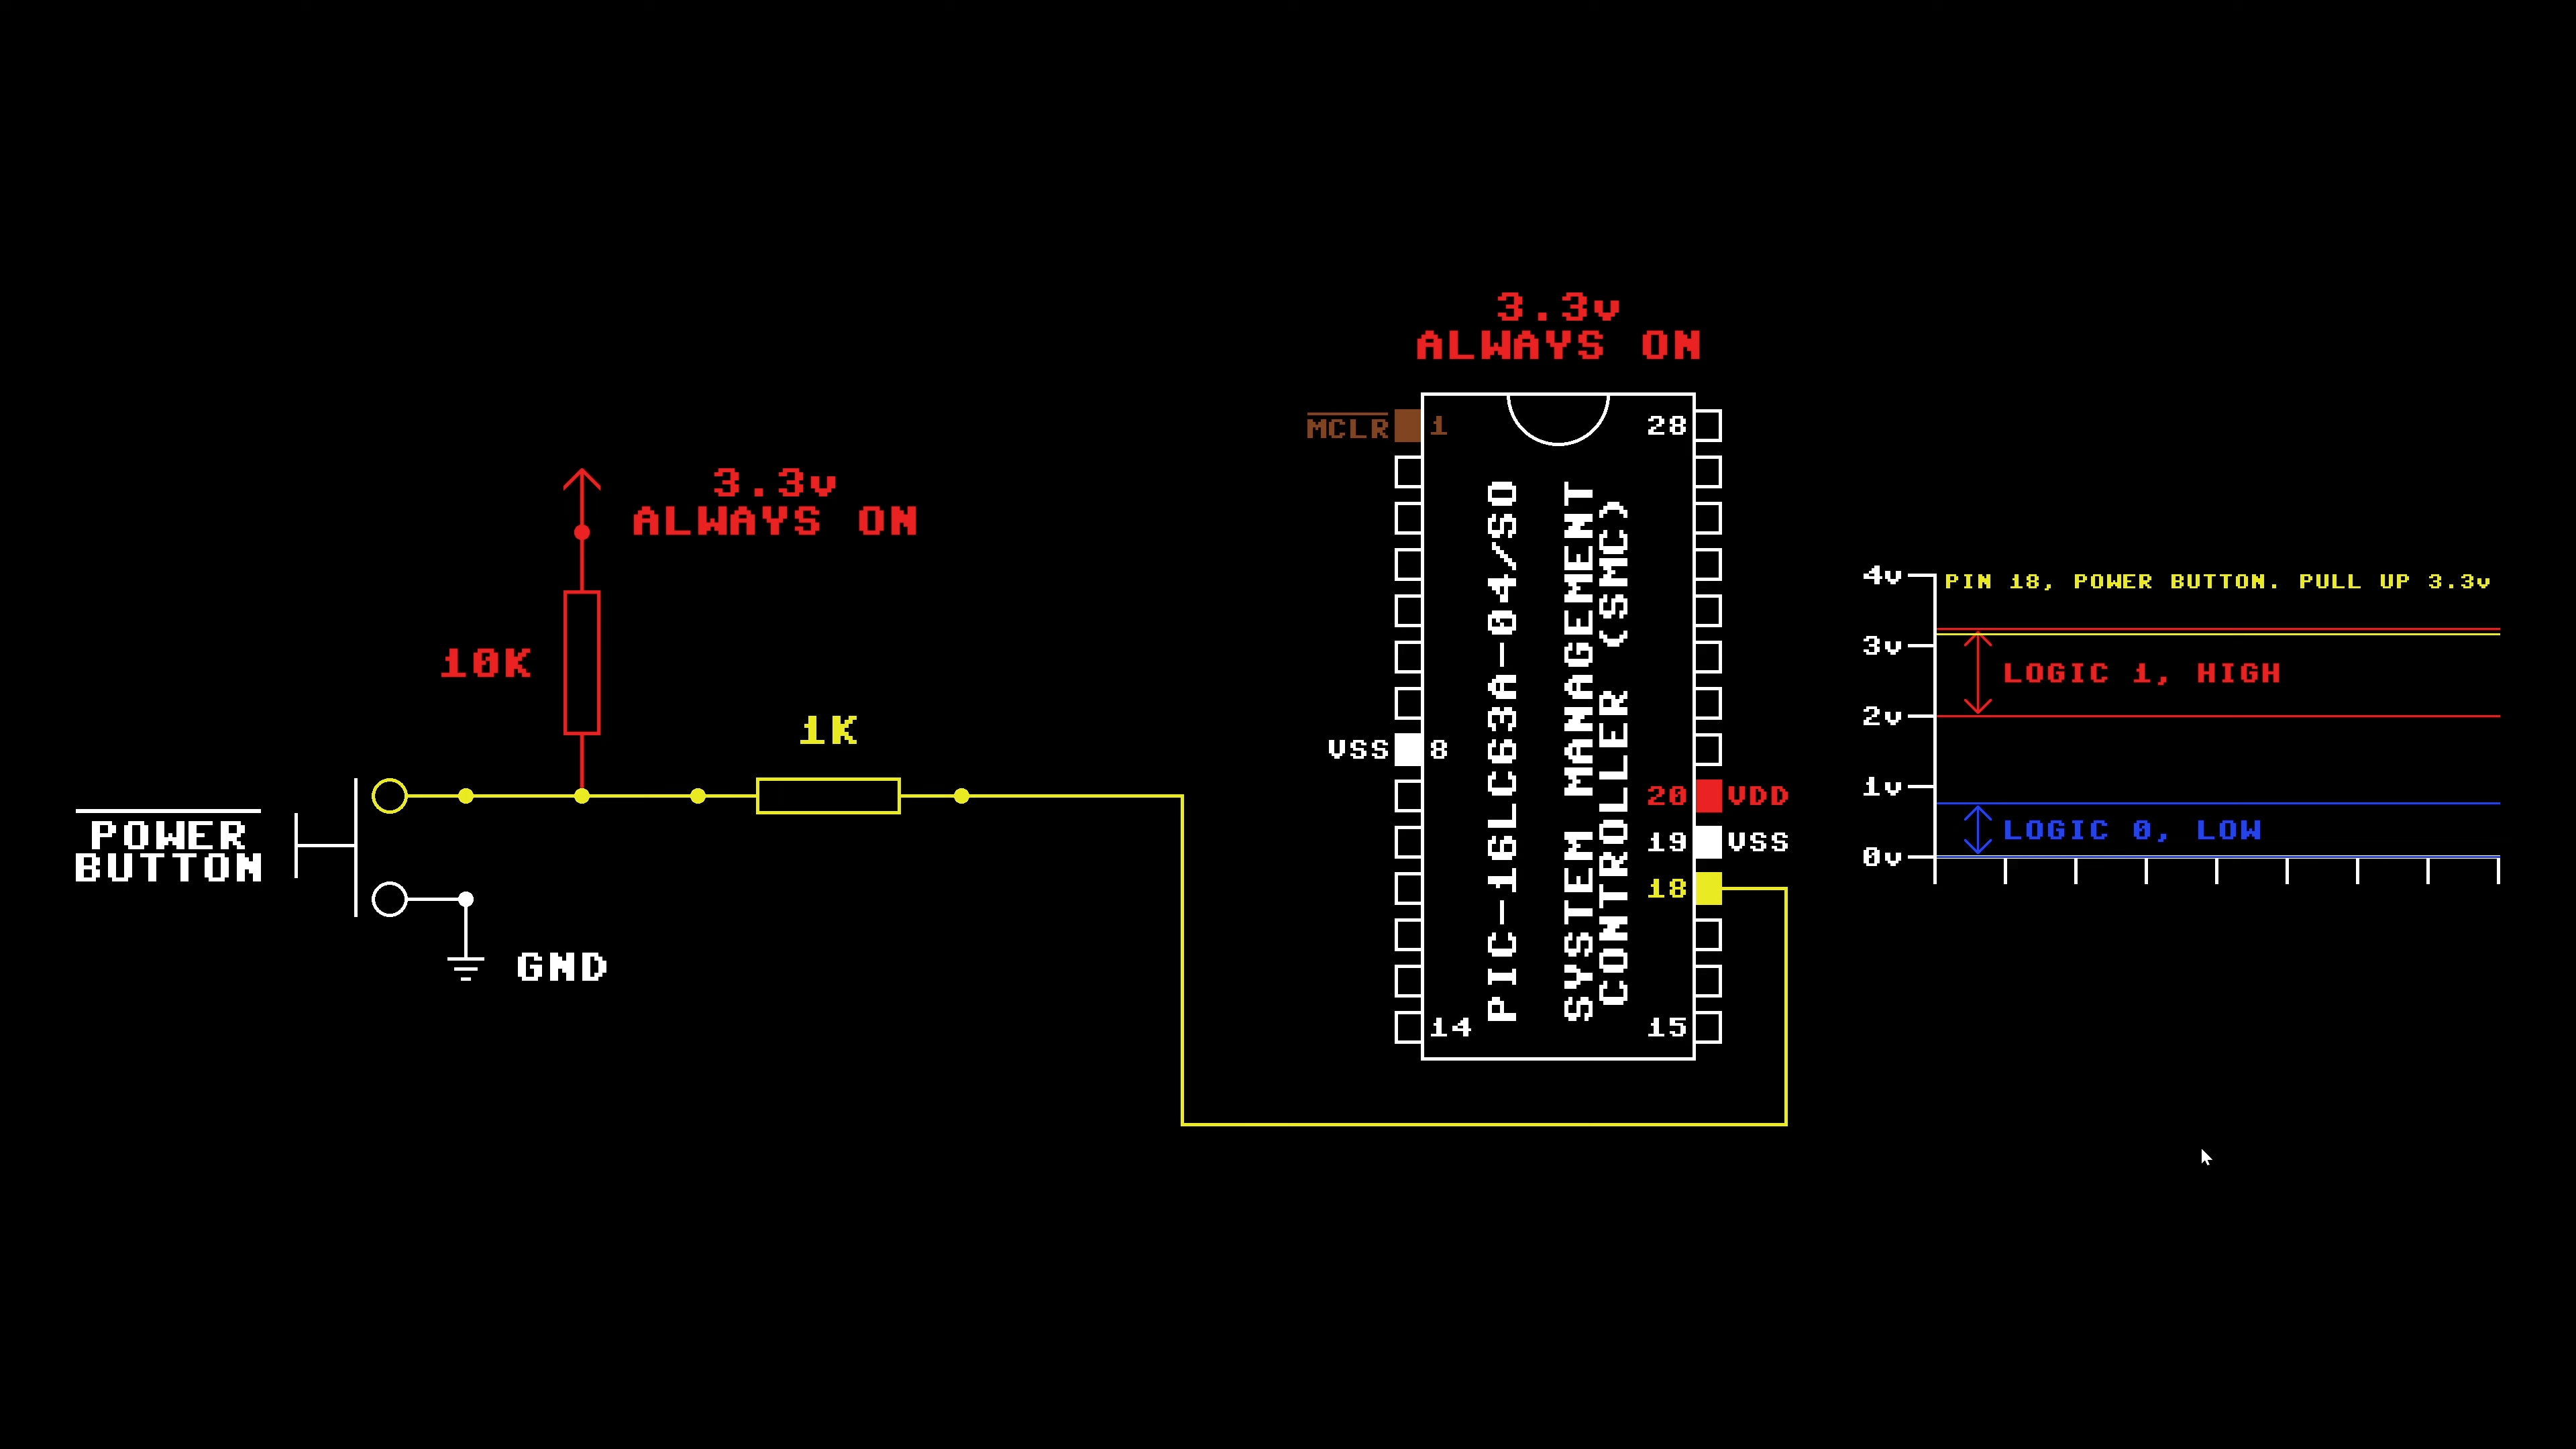 3.3v
ALWAYS ON
10K
1K
POWER
BUTTON
GND
3.3v
ALWAYS ON
MCLR 1
28
VSS 8
20 VDD
19 VSS
18
14
15
PIC-16LC63A-04/SO
SYSTEM MANAGEMENT
CONTROLLER (SMC)
4v
PIN 18, POWER BUTTON. PULL UP 3.3v
3v
LOGIC 1, HIGH
2v
1v
LOGIC 0, LOW
0v